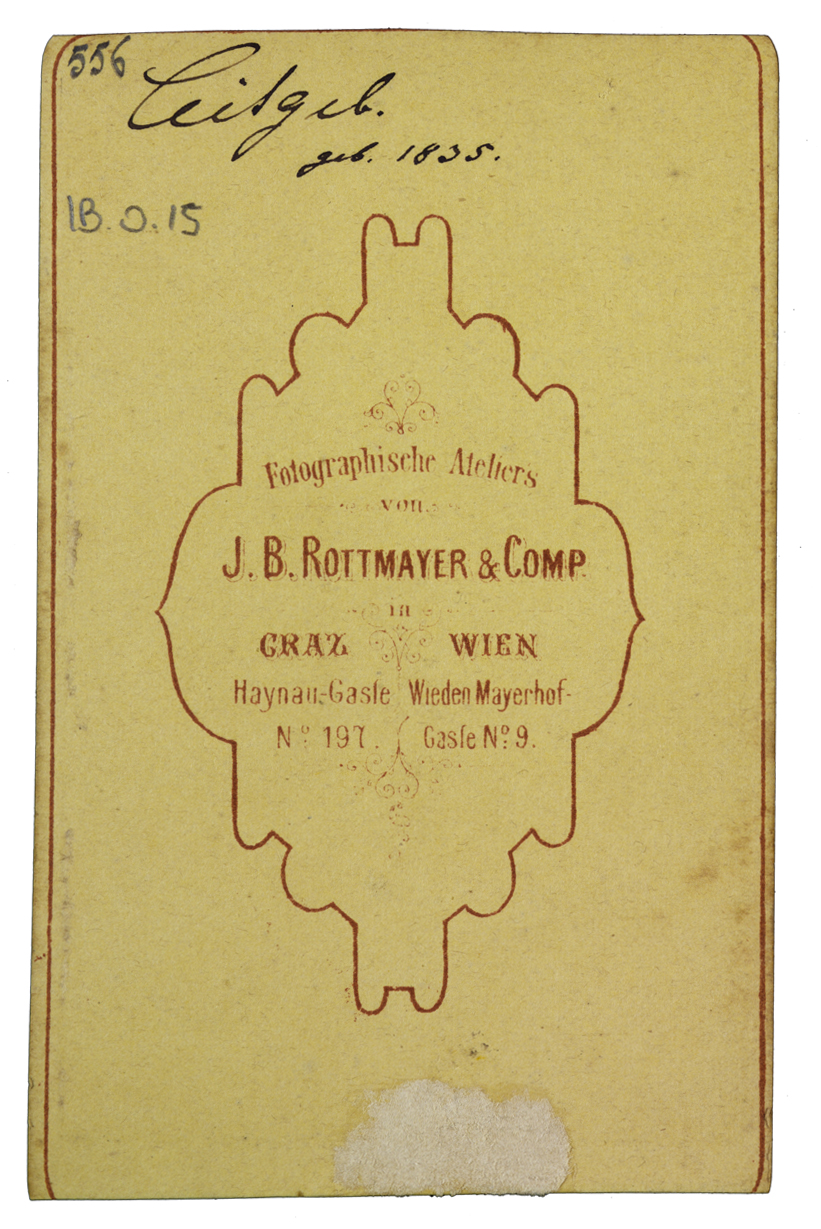 556
Leitgeb.
geb. 1835.
IB.O.15
Fotographische Ateliers
von
J. B. ROTTMAYER & COMP.
in
GRAZ WIEN
Haynau-Gasse Wieden Mayerhof-
No 197. Gasse No 9.